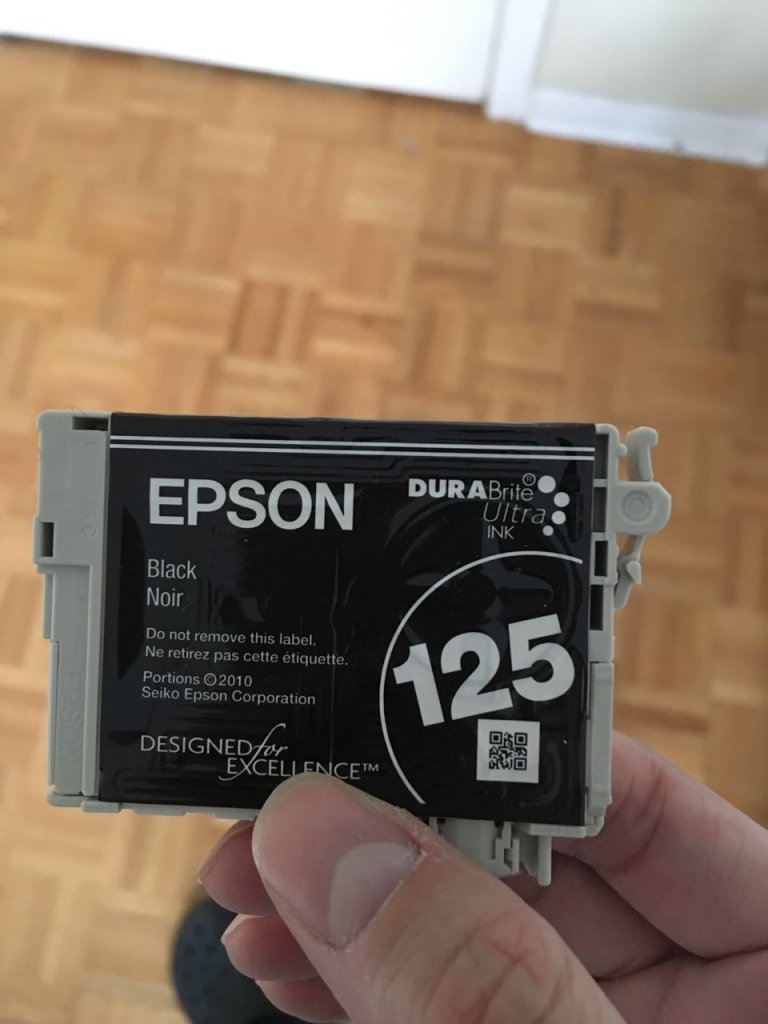 EPSON
DURABrite®
Ultra
INK
Black
Noir
Do not remove this label.
Ne retirez pas cette étiquette.
Portions ©2010
Seiko Epson Corporation
125
DESIGNED for
EXCELLENCE™